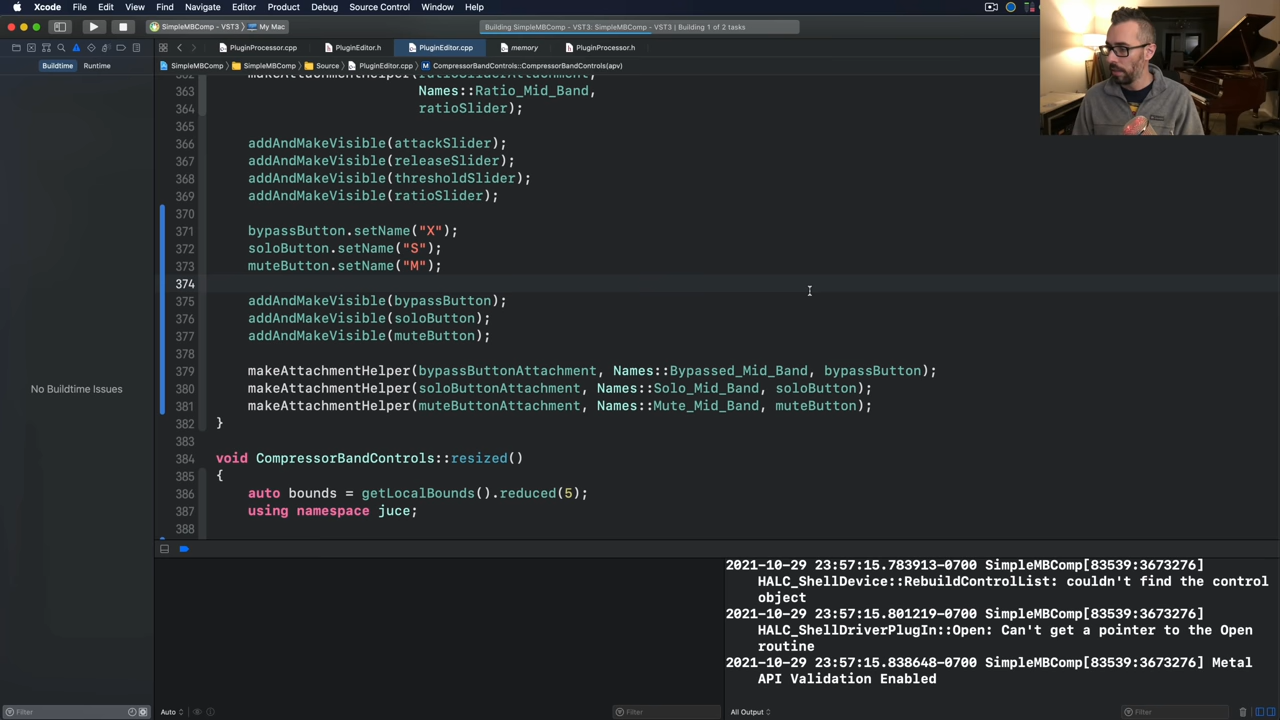 Xcode File Edit View Find Navigate Editor Product Debug Source Control Window Help
SimpleMBComp - VST3 My Mac
Building SimpleMBComp - VST3: SimpleMBComp - VST3 | Building 1 of 2 tasks
PluginProcessor.cpp PluginEditor.h PluginEditor.cpp memory PluginProcessor.h
Buildtime Runtime
SimpleMBComp SimpleMBComp Source PluginEditor.cpp CompressorBandControls::CompressorBandControls(apv)
362 makeAttachmentHelper(ratioSliderAttachment,
363 Names::Ratio_Mid_Band,
364 ratioSlider);
365
366 addAndMakeVisible(attackSlider);
367 addAndMakeVisible(releaseSlider);
368 addAndMakeVisible(thresholdSlider);
369 addAndMakeVisible(ratioSlider);
370
371 bypassButton.setName("X");
372 soloButton.setName("S");
373 muteButton.setName("M");
374
375 addAndMakeVisible(bypassButton);
376 addAndMakeVisible(soloButton);
377 addAndMakeVisible(muteButton);
378
379 makeAttachmentHelper(bypassButtonAttachment, Names::Bypassed_Mid_Band, bypassButton);
380 makeAttachmentHelper(soloButtonAttachment, Names::Solo_Mid_Band, soloButton);
381 makeAttachmentHelper(muteButtonAttachment, Names::Mute_Mid_Band, muteButton);
382 }
383
384 void CompressorBandControls::resized()
385 {
386 auto bounds = getLocalBounds().reduced(5);
387 using namespace juce;
388
No Buildtime Issues
2021-10-29 23:57:15.783913-0700 SimpleMBComp[83539:3673276]
HALC_ShellDevice::RebuildControlList: couldn't find the control
object
2021-10-29 23:57:15.801219-0700 SimpleMBComp[83539:3673276]
HALC_ShellDriverPlugIn::Open: Can't get a pointer to the Open
routine
2021-10-29 23:57:15.838648-0700 SimpleMBComp[83539:3673276] Metal
API Validation Enabled
Filter
Auto
Filter
All Output
Filter